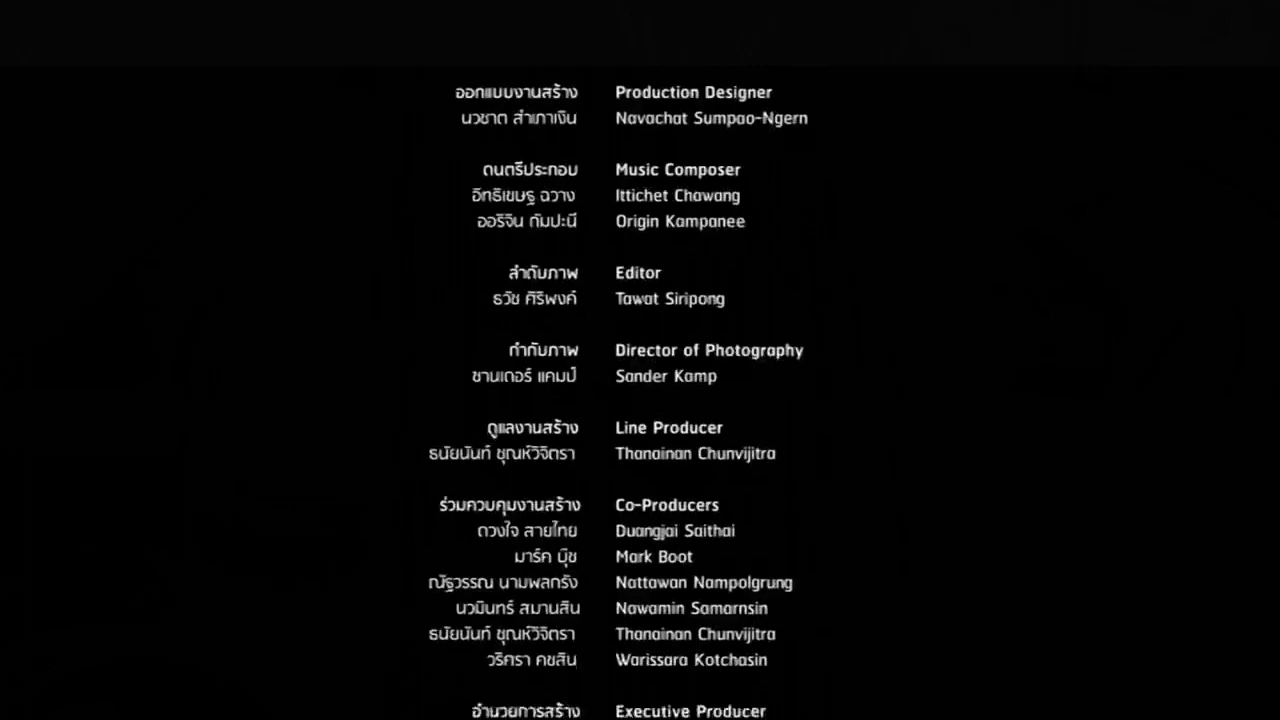 ออกแบบงานสร้าง Production Designer
นวชาต สำเภาเงิน Navachat Sumpao-Ngern
ดนตรีประกอบ Music Composer
อิทธิเชษฐ ฉวาง Ittichet Chawang
ออริจิน กัมปะนี Origin Kampanee
ลำดับภาพ Editor
ธวัช ศิริพงค์ Tawat Siripong
กำกับภาพ Director of Photography
ซานเดอร์ แคมป์ Sander Kamp
ดูแลงานสร้าง Line Producer
ธนัยนันท์ ชุณห์วิจิตรา Thanainan Chunvijitra
ร่วมควบคุมงานสร้าง Co-Producers
ดวงใจ สายไทย Duangjai Saithai
มาร์ค บุ๊ช Mark Boot
ณัฐวรรณ นามพลกรัง Nattawan Nampolgrung
นวมินทร์ สมานสิน Nawamin Samarnsin
ธนัยนันท์ ชุณห์วิจิตรา Thanainan Chunvijitra
วริศรา คชสิน Warissara Kotchasin
อำนวยการสร้าง Executive Producer